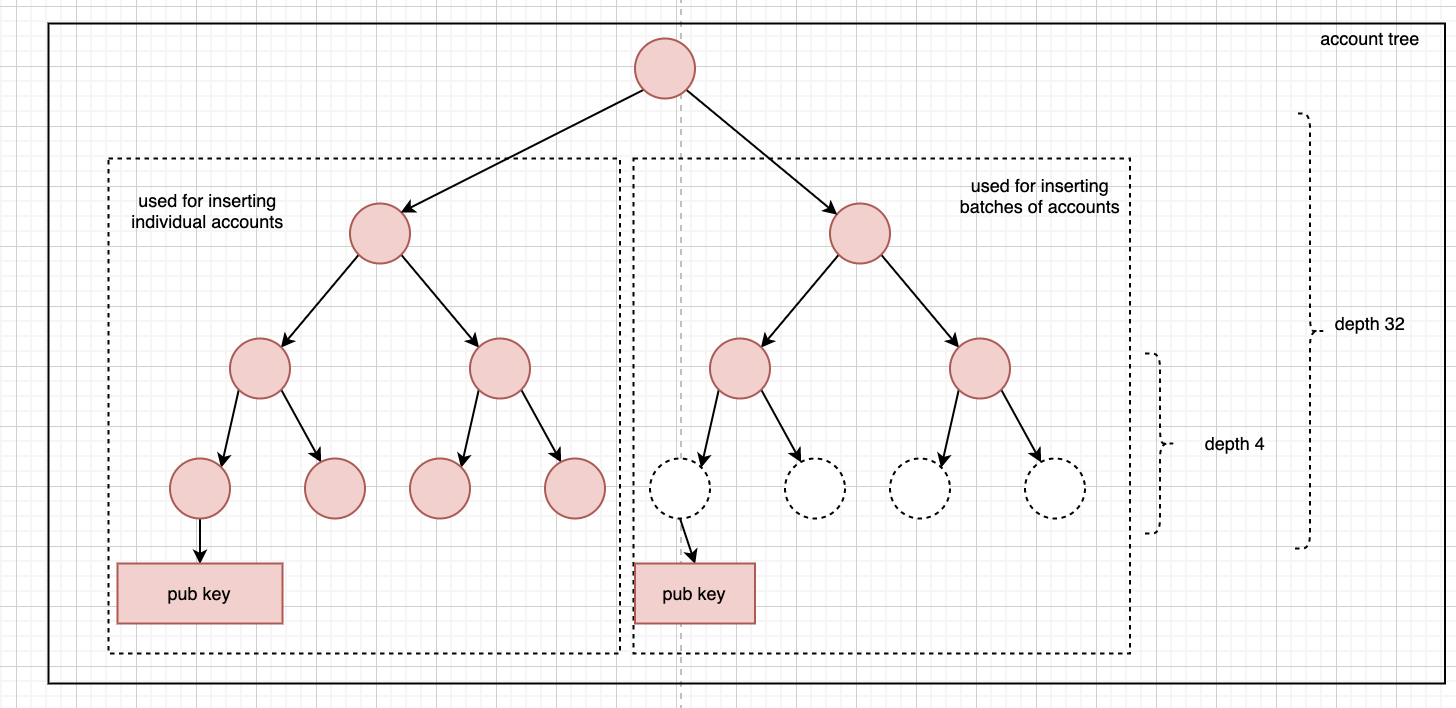 account tree
used for inserting
individual accounts
used for inserting
batches of accounts
depth 32
depth 4
pub key
pub key